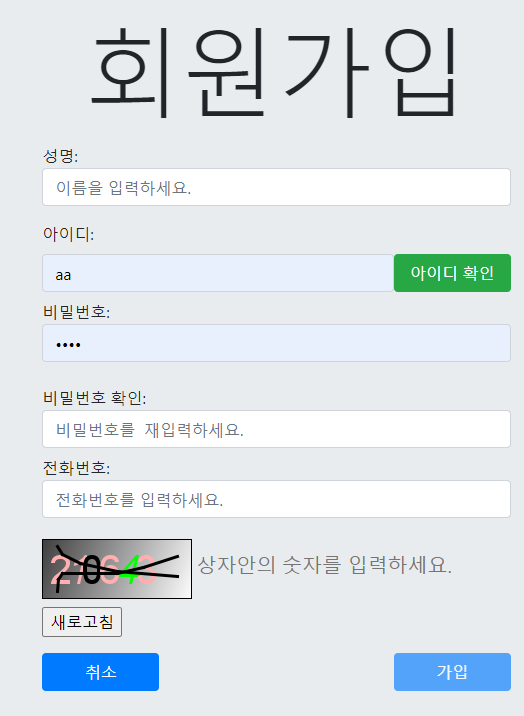 회원가입
성명:
이름을 입력하세요.
아이디:
aa
아이디 확인
비밀번호:
••••
비밀번호 확인:
비밀번호를 재입력하세요.
전화번호:
전화번호를 입력하세요.
상자안의 숫자를 입력하세요.
새로고침
취소
가입